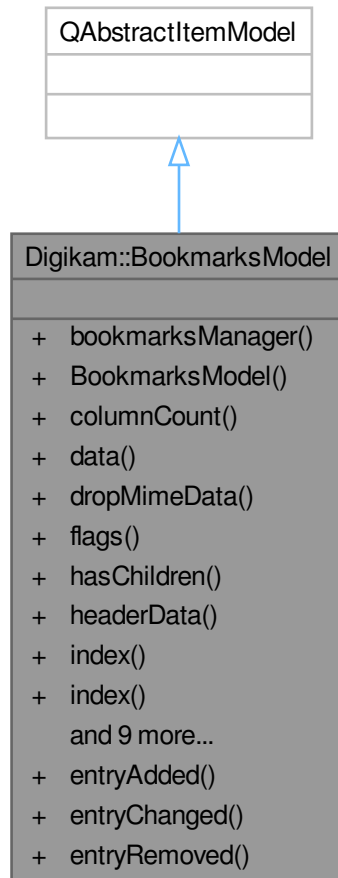 QAbstractItemModel
Digikam::BookmarksModel
+ bookmarksManager()
+ BookmarksModel()
+ columnCount()
+ data()
+ dropMimeData()
+ flags()
+ hasChildren()
+ headerData()
+ index()
+ index()
and 9 more...
+ entryAdded()
+ entryChanged()
+ entryRemoved()